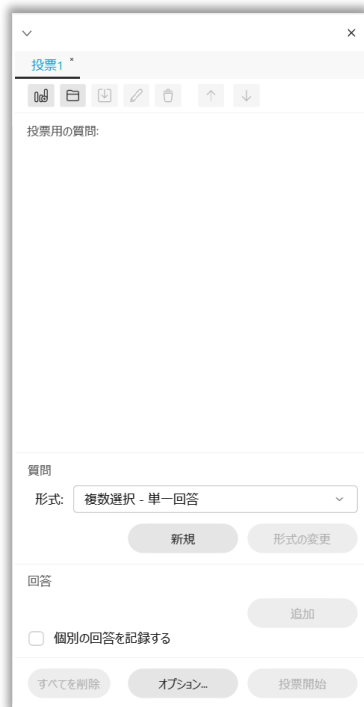 投票1
投票用の質問:
質問
形式: 複数選択 - 単一回答
新規 形式の変更
回答
追加
個別の回答を記録する
すべてを削除 オプション... 投票開始